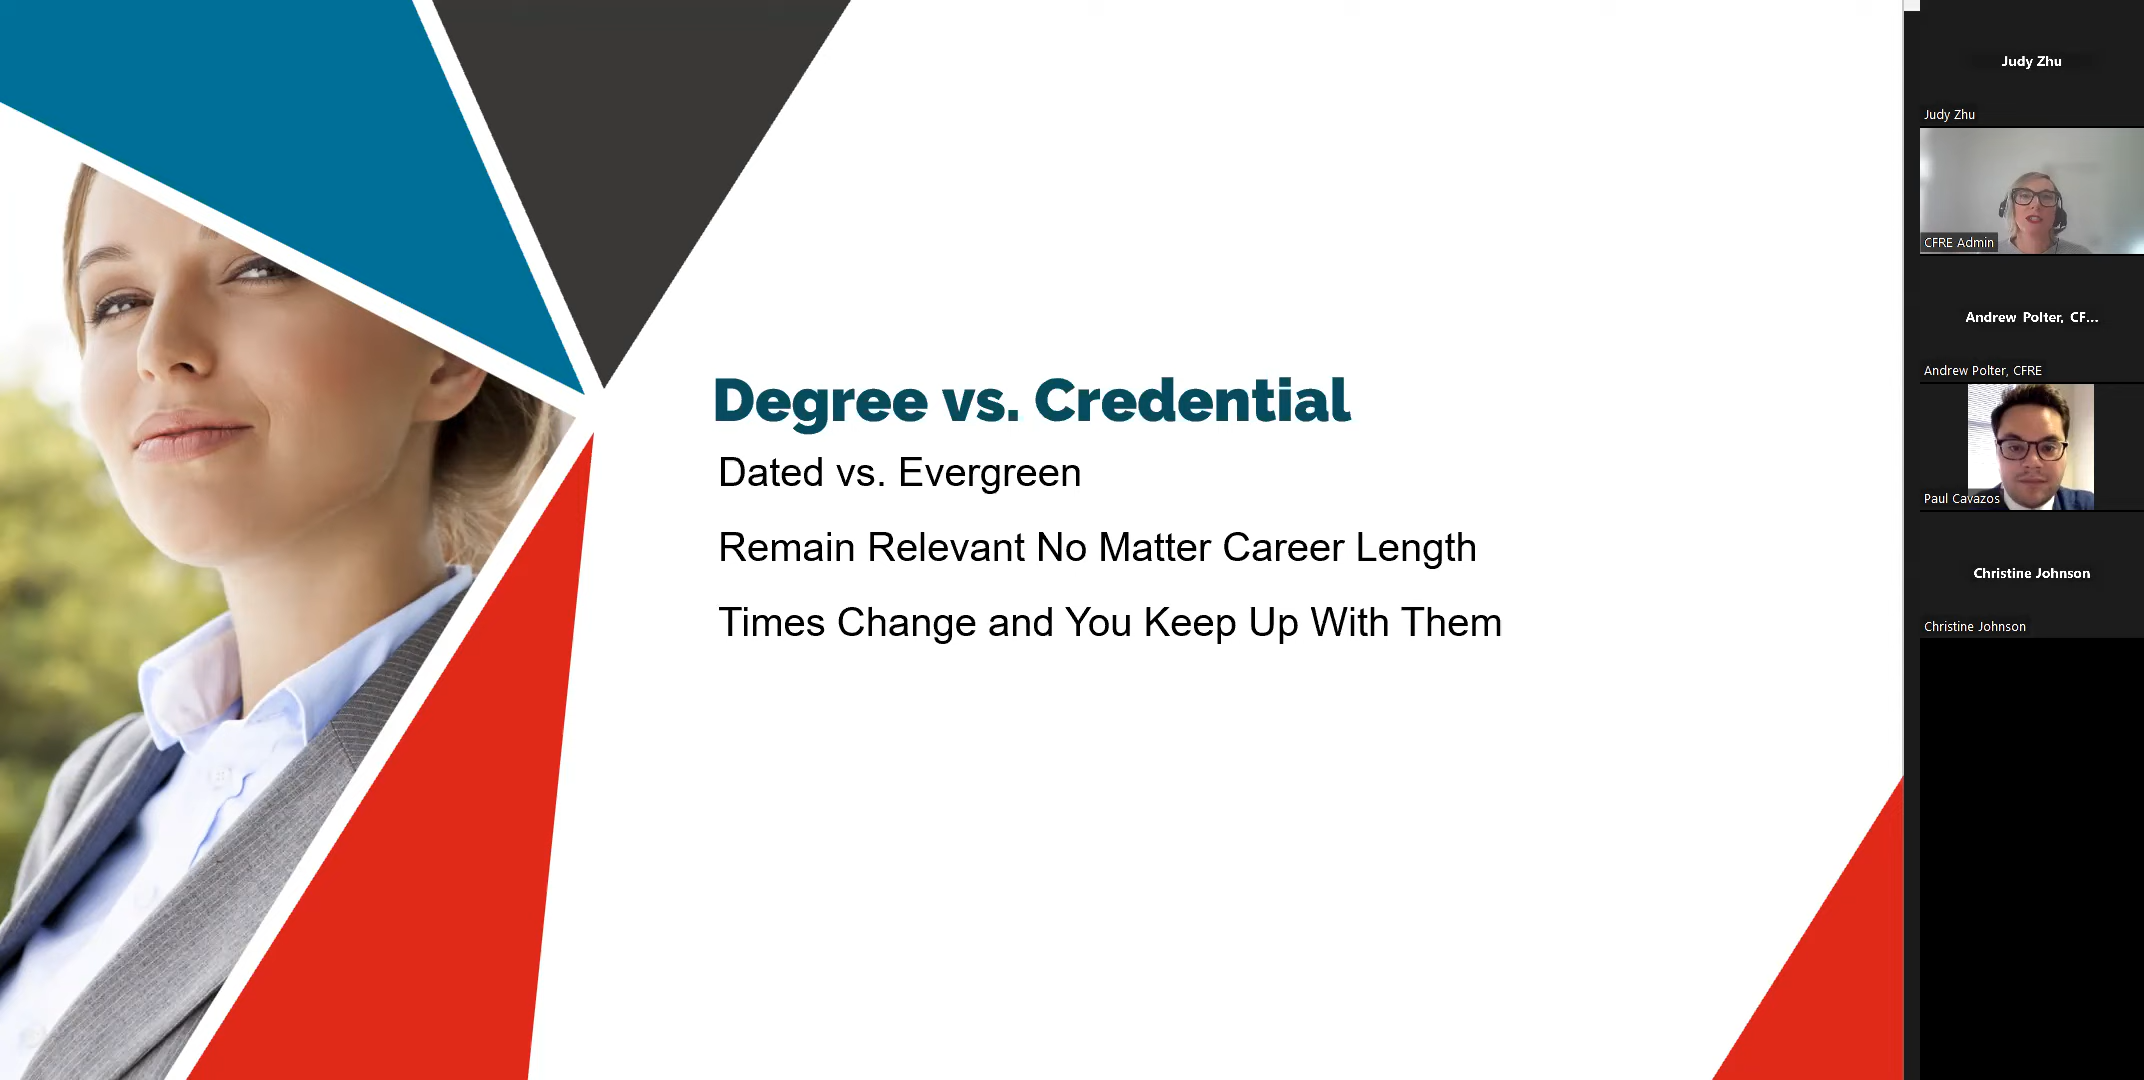 Degree vs. Credential
Dated vs. Evergreen
Remain Relevant No Matter Career Length
Times Change and You Keep Up With Them
Judy Zhu
Judy Zhu
CFRE Admin
Andrew Polter, CF...
Andrew Polter, CFRE
Paul Cavazos
Christine Johnson
Christine Johnson